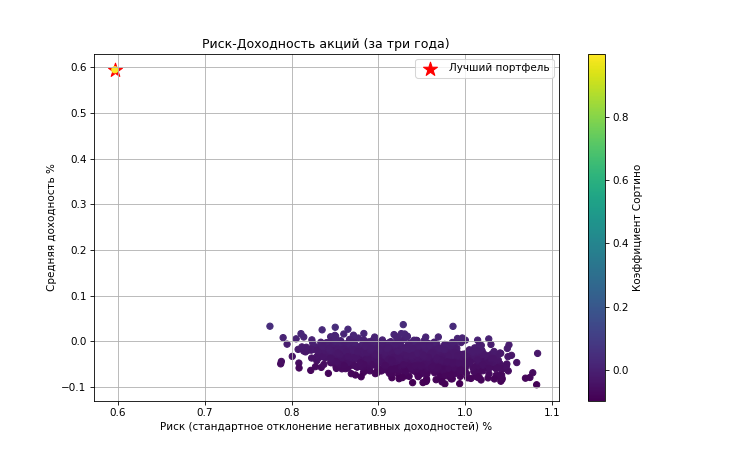 Риск-Доходность акций (за три года)
Лучший портфель
Средняя доходность %
0.6
0.5
0.4
0.3
0.2
0.1
0.0
−0.1
0.6 0.7 0.8 0.9 1.0 1.1
Риск (стандартное отклонение негативных доходностей) %
0.8
0.6
0.4
0.2
0.0
Коэффициент Сортино